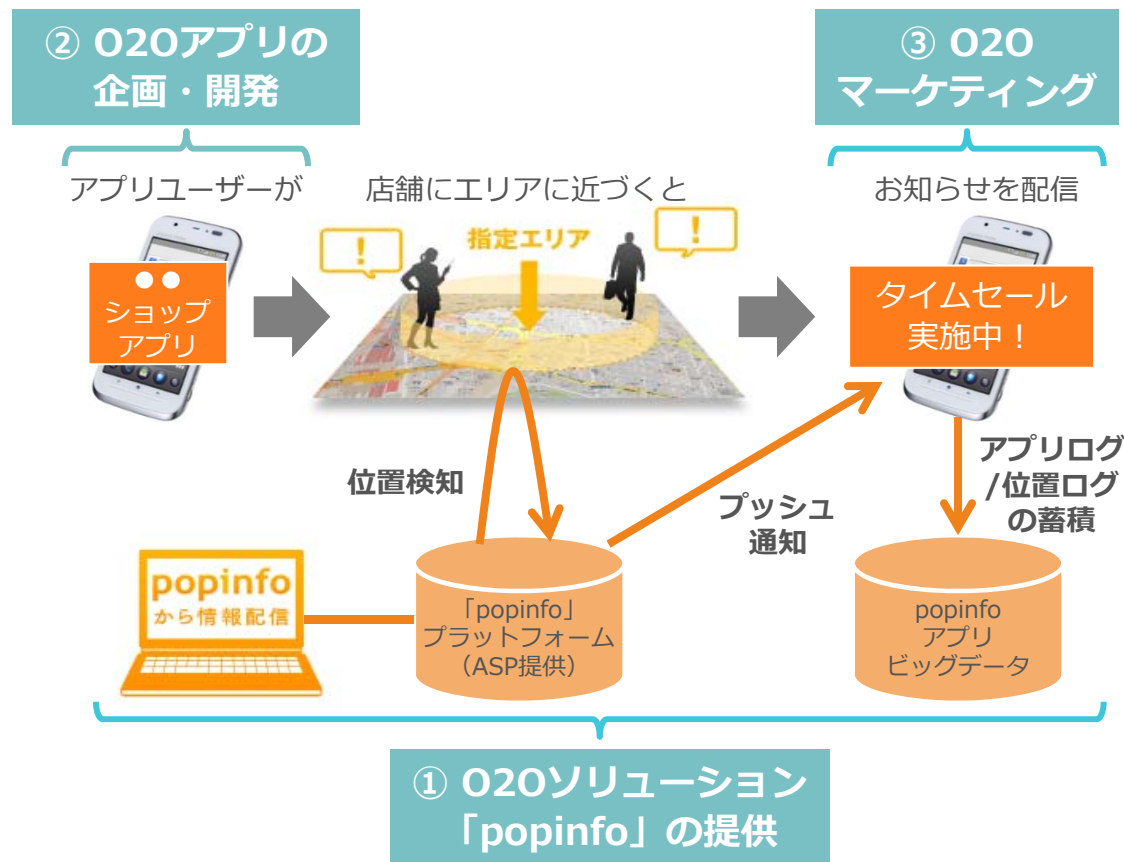 ② O2Oアプリの
企画・開発
③ O2O
マーケティング
アプリユーザーが
店舗にエリアに近づくと
お知らせを配信
●●
ショップ
アプリ
!
指定エリア
!
タイムセール
実施中！
位置検知
プッシュ
通知
アプリログ
/位置ログ
の蓄積
popinfo
から情報配信
「popinfo」
プラットフォーム
（ASP提供）
popinfo
アプリ
ビッグデータ
① O2Oソリューション
「popinfo」の提供